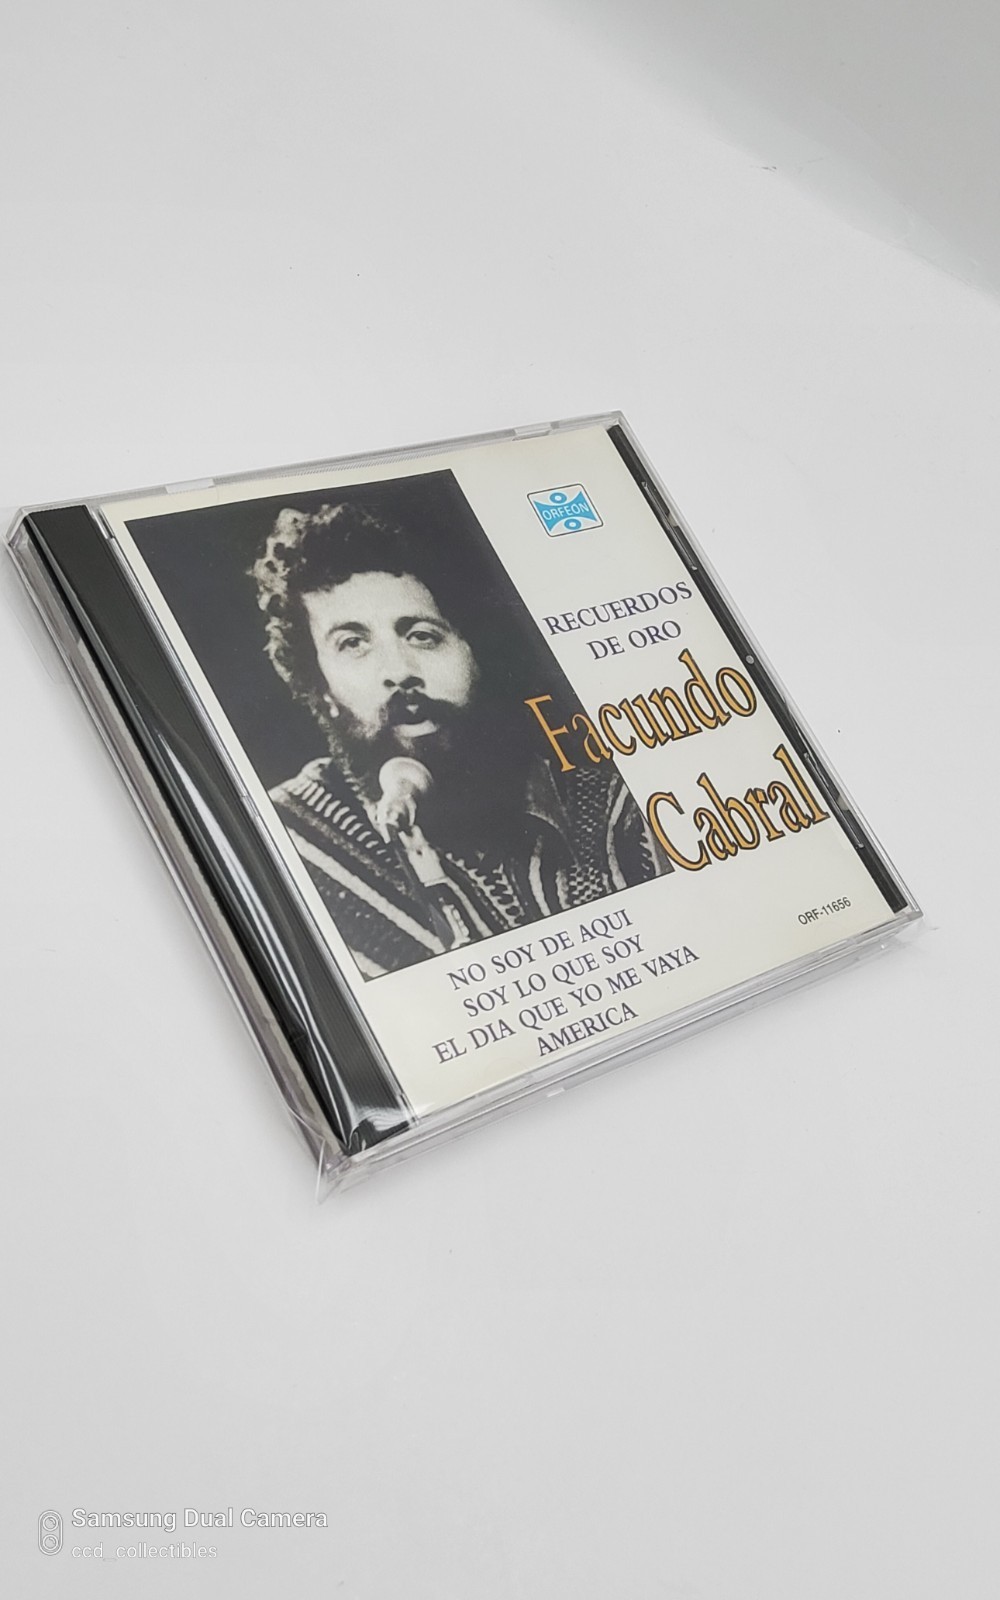 ORFEON
RECUERDOS
DE ORO
Facundo
Cabral
ORF-11656
NO SOY DE AQUI
SOY LO QUE SOY
EL DIA QUE YO ME VAYA
AMERICA
Samsung Dual Camera
ccd_collectibles